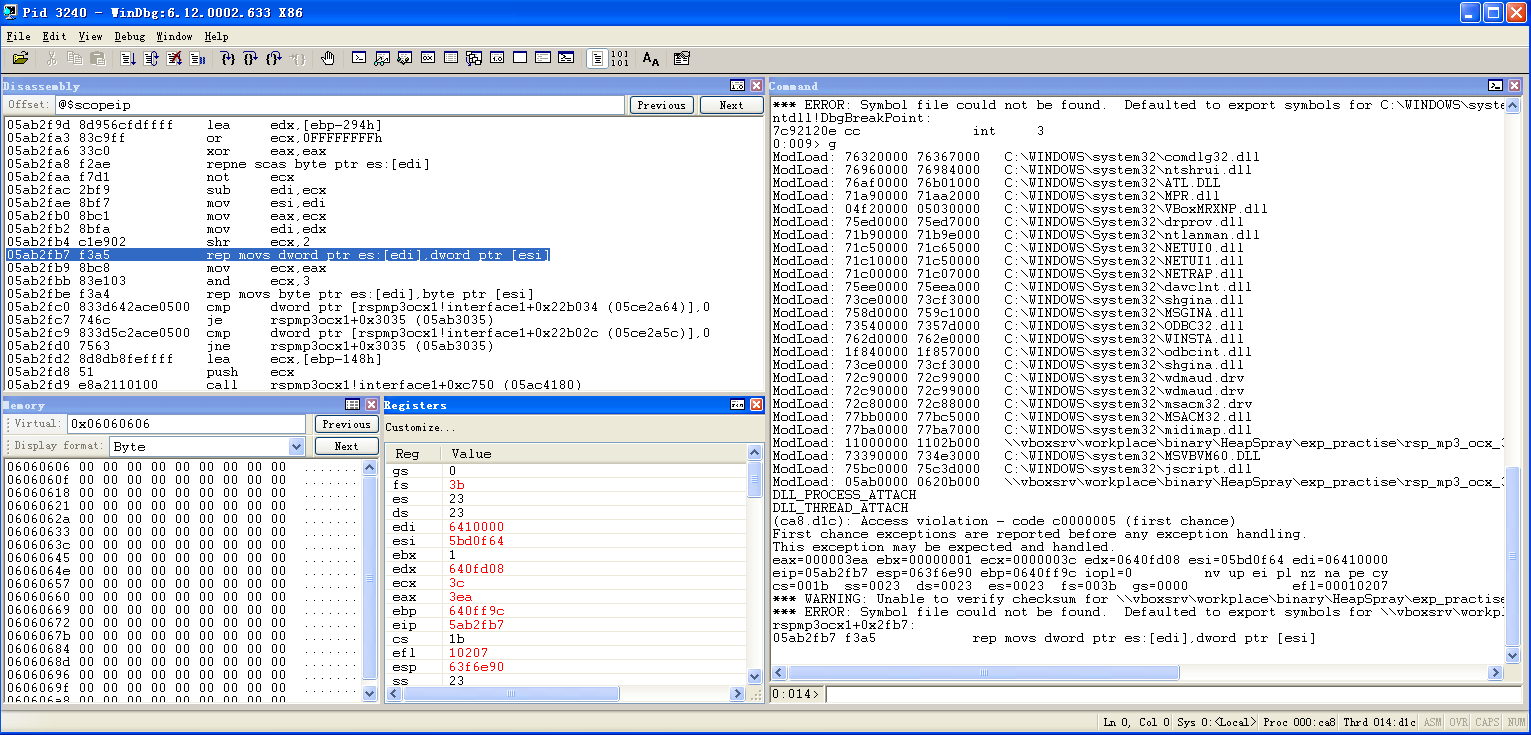 Pid 3240 - WinDbg:6.12.0002.633 X86
File Edit View Debug Window Help
Disassembly
Offset: @$scopeip
Previous Next
05ab2f9d 8d956cfdffff lea edx,[ebp-294h]
05ab2fa3 83c9ff or ecx,0FFFFFFFFh
05ab2fa6 33c0 xor eax,eax
05ab2fa8 f2ae repne scas byte ptr es:[edi]
05ab2faa f7d1 not ecx
05ab2fac 2bf9 sub edi,ecx
05ab2fae 8bf7 mov esi,edi
05ab2fb0 8bc1 mov eax,ecx
05ab2fb2 8bfa mov edi,edx
05ab2fb4 c1e902 shr ecx,2
05ab2fb7 f3a5 rep movs dword ptr es:[edi],dword ptr [esi]
05ab2fb9 8bc8 mov ecx,eax
05ab2fbb 83e103 and ecx,3
05ab2fbe f3a4 rep movs byte ptr es:[edi],byte ptr [esi]
05ab2fc0 833d642ace0500 cmp dword ptr [rspmp3ocx1!interface1+0x22b034 (05ce2a64)],0
05ab2fc7 746c je rspmp3ocx1+0x3035 (05ab3035)
05ab2fc9 833d5c2ace0500 cmp dword ptr [rspmp3ocx1!interface1+0x22b02c (05ce2a5c)],0
05ab2fd0 7563 jne rspmp3ocx1+0x3035 (05ab3035)
05ab2fd2 8d8db8feffff lea ecx,[ebp-148h]
05ab2fd8 51 push ecx
05ab2fd9 e8a2110100 call rspmp3ocx1!interface1+0xc750 (05ac4180)
Memory
Virtual: 0x06060606
Previous
Display format: Byte
Next
06060606 00 00 00 00 00 00 00 00 00 .........
0606060f 00 00 00 00 00 00 00 00 00 .........
06060618 00 00 00 00 00 00 00 00 00 .........
06060621 00 00 00 00 00 00 00 00 00 .........
0606062a 00 00 00 00 00 00 00 00 00 .........
06060633 00 00 00 00 00 00 00 00 00 .........
0606063c 00 00 00 00 00 00 00 00 00 .........
06060645 00 00 00 00 00 00 00 00 00 .........
0606064e 00 00 00 00 00 00 00 00 00 .........
06060657 00 00 00 00 00 00 00 00 00 .........
06060660 00 00 00 00 00 00 00 00 00 .........
06060669 00 00 00 00 00 00 00 00 00 .........
06060672 00 00 00 00 00 00 00 00 00 .........
0606067b 00 00 00 00 00 00 00 00 00 .........
06060684 00 00 00 00 00 00 00 00 00 .........
0606068d 00 00 00 00 00 00 00 00 00 .........
06060696 00 00 00 00 00 00 00 00 00 .........
0606069f 00 00 00 00 00 00 00 00 00 .........
060606a8 00 00 00 00 00 00 00 00 00 .........
Registers
Customize...
Reg Value
gs 0
fs 3b
es 23
ds 23
edi 6410000
esi 5bd0f64
ebx 1
edx 640fd08
ecx 3c
eax 3ea
ebp 640ff9c
eip 5ab2fb7
cs 1b
efl 10207
esp 63f6e90
ss 23
Command
*** ERROR: Symbol file could not be found.  Defaulted to export symbols for C:\WINDOWS\syste
ntdll!DbgBreakPoint:
7c92120e cc int 3
0:009> g
ModLoad: 76320000 76367000 C:\WINDOWS\system32\comdlg32.dll
ModLoad: 76960000 76984000 C:\WINDOWS\system32\ntshrui.dll
ModLoad: 76af0000 76b01000 C:\WINDOWS\system32\ATL.DLL
ModLoad: 71a90000 71aa2000 C:\WINDOWS\system32\MPR.dll
ModLoad: 04f20000 05030000 C:\WINDOWS\system32\VBoxMRXNP.dll
ModLoad: 75ed0000 75ed7000 C:\WINDOWS\system32\drprov.dll
ModLoad: 71b90000 71b9e000 C:\WINDOWS\system32\ntlanman.dll
ModLoad: 71c50000 71c65000 C:\WINDOWS\system32\NETUI0.dll
ModLoad: 71c10000 71c50000 C:\WINDOWS\system32\NETUI1.dll
ModLoad: 71c00000 71c07000 C:\WINDOWS\system32\NETRAP.dll
ModLoad: 75ee0000 75eea000 C:\WINDOWS\system32\davclnt.dll
ModLoad: 73ce0000 73cf3000 C:\WINDOWS\system32\shgina.dll
ModLoad: 758d0000 759c1000 C:\WINDOWS\system32\MSGINA.dll
ModLoad: 73540000 7357d000 C:\WINDOWS\system32\ODBC32.dll
ModLoad: 762d0000 762e0000 C:\WINDOWS\system32\WINSTA.dll
ModLoad: 1f840000 1f857000 C:\WINDOWS\system32\odbcint.dll
ModLoad: 73ce0000 73cf3000 C:\WINDOWS\system32\shgina.dll
ModLoad: 72c90000 72c99000 C:\WINDOWS\system32\wdmaud.drv
ModLoad: 72c90000 72c99000 C:\WINDOWS\system32\wdmaud.drv
ModLoad: 72c80000 72c88000 C:\WINDOWS\system32\msacm32.drv
ModLoad: 77bb0000 77bc5000 C:\WINDOWS\system32\MSACM32.dll
ModLoad: 77ba0000 77ba7000 C:\WINDOWS\system32\midimap.dll
ModLoad: 11000000 1102b000 \\vboxsrv\workplace\binary\HeapSpray\exp_practise\rsp_mp3_ocx_3
ModLoad: 73390000 734e3000 C:\WINDOWS\system32\MSVBVM60.DLL
ModLoad: 75bc0000 75c3d000 C:\WINDOWS\system32\jscript.dll
ModLoad: 05ab0000 0620b000 \\vboxsrv\workplace\binary\HeapSpray\exp_practise\rsp_mp3_ocx_3
DLL_PROCESS_ATTACH
DLL_THREAD_ATTACH
(ca8.d1c): Access violation - code c0000005 (first chance)
First chance exceptions are reported before any exception handling.
This exception may be expected and handled.
eax=000003ea ebx=00000001 ecx=0000003c edx=0640fd08 esi=05bd0f64 edi=06410000
eip=05ab2fb7 esp=063f6e90 ebp=0640ff9c iopl=0 nv up ei pl nz na pe cy
cs=001b ss=0023 ds=0023 es=0023 fs=003b gs=0000 efl=00010207
*** WARNING: Unable to verify checksum for \\vboxsrv\workplace\binary\HeapSpray\exp_practise
*** ERROR: Symbol file could not be found.  Defaulted to export symbols for \\vboxsrv\workpl
rspmp3ocx1+0x2fb7:
05ab2fb7 f3a5 rep movs dword ptr es:[edi],dword ptr [esi]
0:014>
Ln 0, Col 0 Sys 0:<Local> Proc 000:ca8 Thrd 014:d1c ASM OVR CAPS NUM